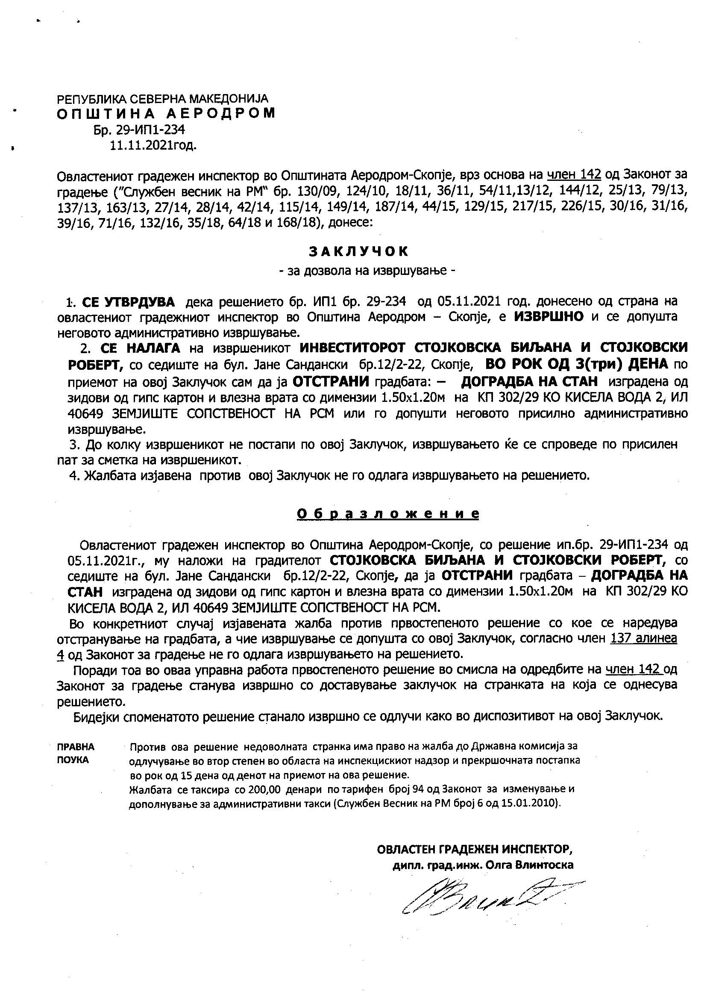 РЕПУБЛИКА СЕВЕРНА МАКЕДОНИЈА
ОПШТИНА АЕРОДРОМ
Бр. 29-ИП1-234
11.11.2021год.
Овластениот градежен инспектор во Општината Аеродром-Скопје, врз основа на член 142 од Законот за
градење ("Службен весник на РМ" бр. 130/09, 124/10, 18/11, 36/11, 54/11,13/12, 144/12, 25/13, 79/13,
137/13, 163/13, 27/14, 28/14, 42/14, 115/14, 149/14, 187/14, 44/15, 129/15, 217/15, 226/15, 30/16, 31/16,
39/16, 71/16, 132/16, 35/18, 64/18 и 168/18), донесе:
ЗАКЛУЧОК
- за дозвола на извршување -
1. СЕ УТВРДУВА дека решението бр. ИП1 бр. 29-234 од 05.11.2021 год. донесено од страна на
овластениот градежниот инспектор во Општина Аеродром – Скопје, е ИЗВРШНО и се допушта
неговото административно извршување.
2. СЕ НАЛАГА на извршеникот ИНВЕСТИТОРОТ СТОЈКОВСКА БИЉАНА И СТОЈКОВСКИ
РОБЕРТ, со седиште на бул. Јане Сандански бр.12/2-22, Скопје, ВО РОК ОД 3(три) ДЕНА по
приемот на овој Заклучок сам да ја ОТСТРАНИ градбата: – ДОГРАДБА НА СТАН изградена од
зидови од гипс картон и влезна врата со димензии 1.50х1.20м на КП 302/29 КО КИСЕЛА ВОДА 2, ИЛ
40649 ЗЕМЈИШТЕ СОПСТВЕНОСТ НА РСМ или го допушти неговото присилно административно
извршување.
3. До колку извршеникот не постапи по овој Заклучок, извршувањето ќе се спроведе по присилен
пат за сметка на извршеникот.
4. Жалбата изјавена против овој Заклучок не го одлага извршувањето на решението.
Образложение
Овластениот градежен инспектор во Општина Аеродром-Скопје, со решение ип.бр. 29-ИП1-234 од
05.11.2021г., му наложи на градителот СТОЈКОВСКА БИЉАНА И СТОЈКОВСКИ РОБЕРТ, со
седиште на бул. Јане Сандански бр.12/2-22, Скопје, да ја ОТСТРАНИ градбата – ДОГРАДБА НА
СТАН изградена од зидови од гипс картон и влезна врата со димензии 1.50х1.20м на КП 302/29 КО
КИСЕЛА ВОДА 2, ИЛ 40649 ЗЕМЈИШТЕ СОПСТВЕНОСТ НА РСМ.
Во конкретниот случај изјавената жалба против првостепеното решение со кое се наредува
отстранување на градбата, а чие извршување се допушта со овој Заклучок, согласно член 137 алинеа
4 од Законот за градење не го одлага извршувањето на решението.
Поради тоа во оваа управна работа првостепеното решение во смисла на одредбите на член 142 од
Законот за градење станува извршно со доставување заклучок на странката на која се однесува
решението.
Бидејки споменатото решение станало извршно се одлучи како во диспозитивот на овој Заклучок.
ПРАВНА ПОУКА
Против ова решение недоволната странка има право на жалба до Државна комисија за
одлучување во втор степен во областа на инспекцискиот надзор и прекршочната постапка
во рок од 15 дена од денот на приемот на ова решение.
Жалбата се таксира со 200,00 денари по тарифен број 94 од Законот за изменување и
дополнување за административни такси (Службен Весник на РМ број 6 од 15.01.2010).
ОВЛАСТЕН ГРАДЕЖЕН ИНСПЕКТОР,
дипл. град.инж. Олга Влинтоска